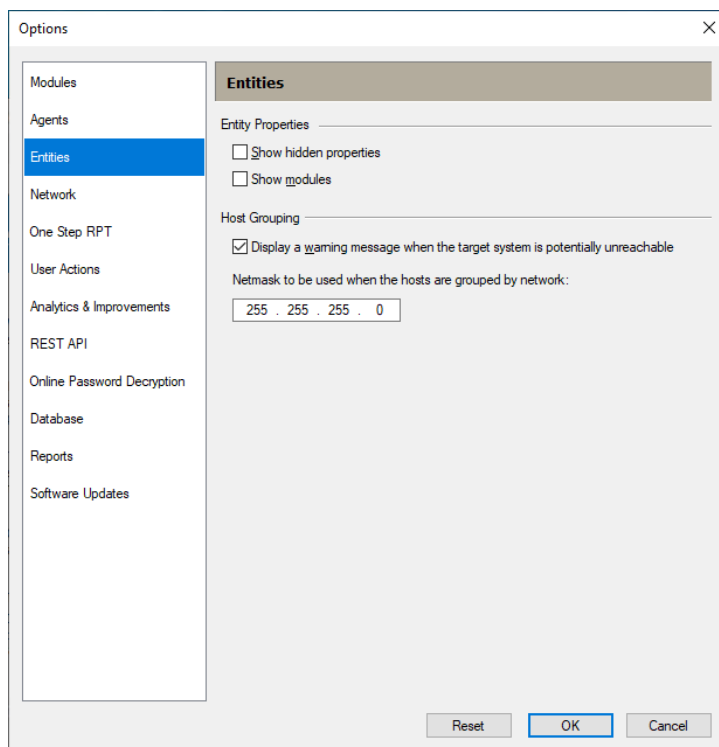 Options
Modules
Agents
Entities
Network
One Step RPT
User Actions
Analytics & Improvements
REST API
Online Password Decryption
Database
Reports
Software Updates
Entities
Entity Properties
Show hidden properties
Show modules
Host Grouping
Display a warning message when the target system is potentially unreachable
Netmask to be used when the hosts are grouped by network:
255 . 255 . 255 . 0
Reset OK Cancel